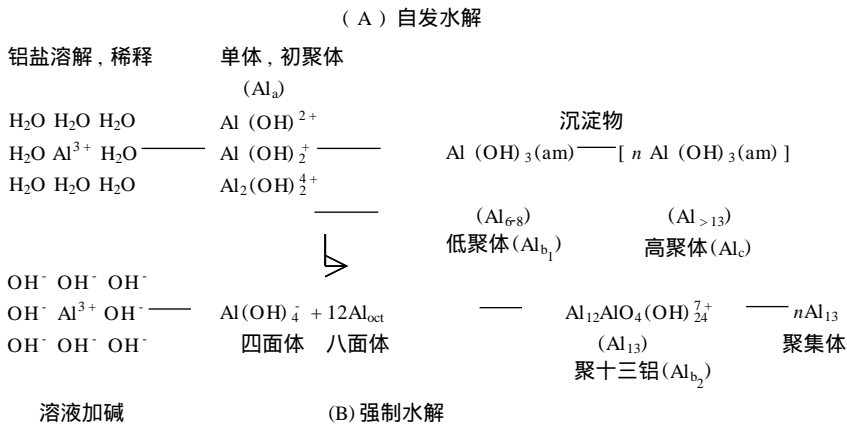 ( A ) 自发水解
铝盐溶解 , 稀释 单体 , 初聚体
(Alₐ)
H₂O H₂O H₂O Al (OH) ²⁺ 沉淀物
H₂O Al³⁺ H₂O Al (OH) ₂⁺ Al (OH) ₃(am) [ n Al (OH) ₃(am) ]
H₂O H₂O H₂O Al₂(OH) ₂⁴⁺
(Al₆₋₈) (Al ﹥₁₃)
低聚体(Al_b₁) 高聚体(Al_c)
OH⁻ OH⁻ OH⁻
OH⁻ Al³⁺ OH⁻ Al(OH) ₄⁻ + 12Al_oct Al₁₂AlO₄(OH) ₂₄⁷⁺ nAl₁₃
OH⁻ OH⁻ OH⁻ 四面体 八面体 (Al₁₃) 聚集体
聚十三铝(Al_b₂)
溶液加碱 (B) 强制水解